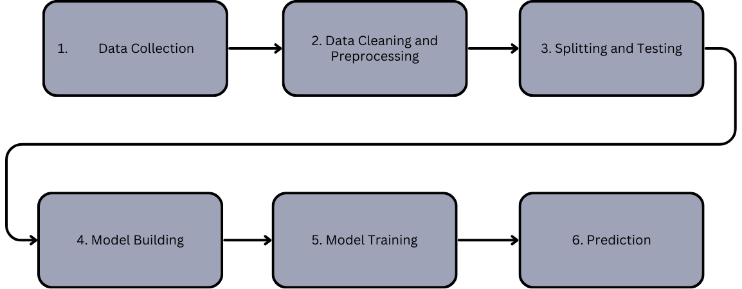 1. Data Collection
2. Data Cleaning and
Preprocessing
3. Splitting and Testing
4. Model Building
5. Model Training
6. Prediction